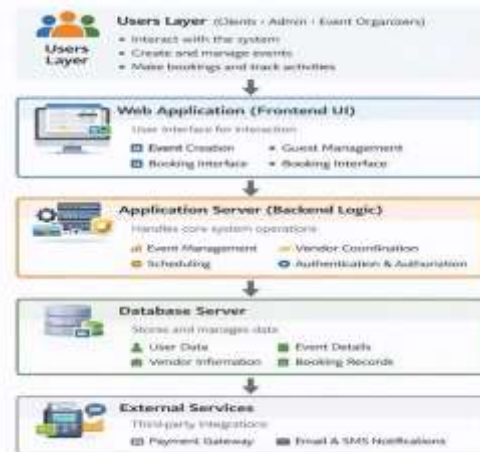 Users Layer (Clients • Admin • Event Organizers)
• Interact with the system
• Create and manage events
• Make bookings and track activities
Users
Layer
Web Application (Frontend UI)
User Interface for Interaction
Event Creation • Guest Management
Booking Interface • Booking Interface
Application Server (Backend Logic)
Handles core system operations
Event Management Vendor Coordination
Scheduling Authentication & Authorization
Database Server
Stores and manages data
User Data Event Details
Vendor Information Booking Records
External Services
Third-party Integrations
Payment Gateway Email & SMS Notifications